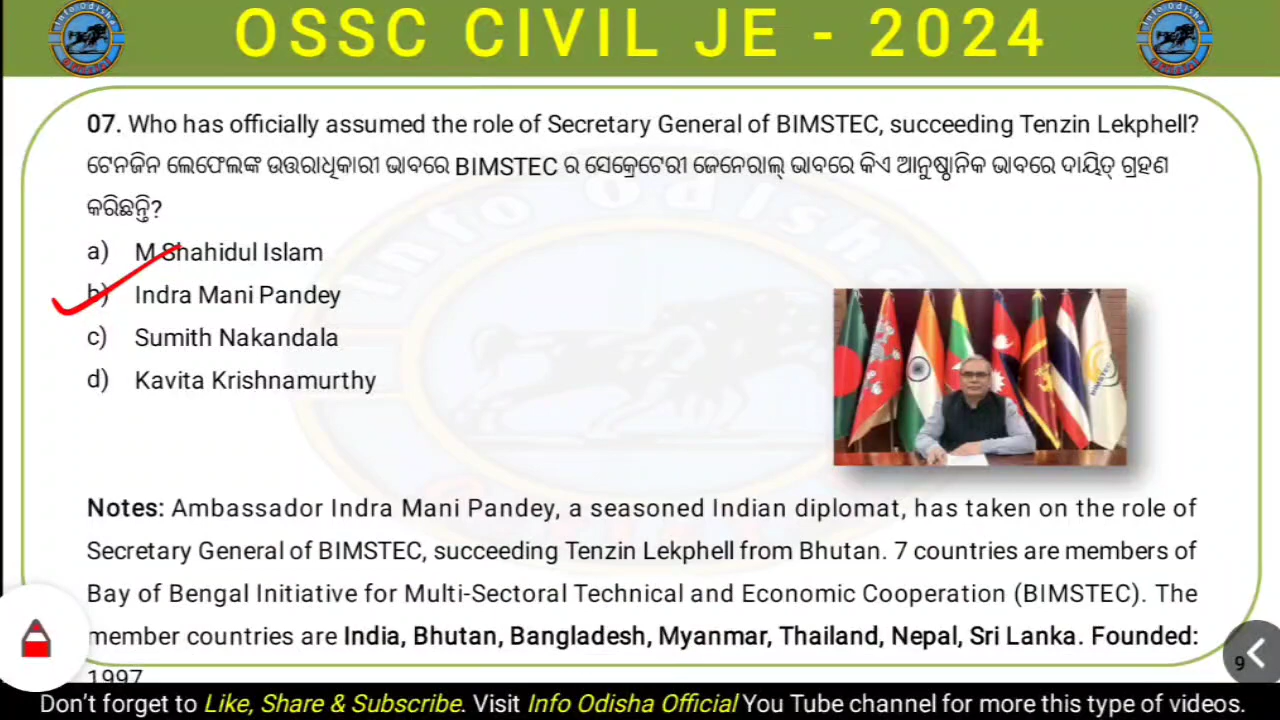 OSSC CIVIL JE - 2024
07. Who has officially assumed the role of Secretary General of BIMSTEC, succeeding Tenzin Lekphell?
ଟେନଜିନ ଲେଫେଲଙ୍କ ଉତ୍ତରାଧିକାରୀ ଭାବରେ BIMSTEC ର ସେକ୍ରେଟେରୀ ଜେନେରାଲ୍ ଭାବରେ କିଏ ଆନୁଷ୍ଠାନିକ ଭାବରେ ଦାୟିତ୍ ଗ୍ରହଣ
କରିଛନ୍ତି?
a) M Shahidul Islam
b) Indra Mani Pandey
c) Sumith Nakandala
d) Kavita Krishnamurthy
Notes: Ambassador Indra Mani Pandey, a seasoned Indian diplomat, has taken on the role of
Secretary General of BIMSTEC, succeeding Tenzin Lekphell from Bhutan. 7 countries are members of
Bay of Bengal Initiative for Multi-Sectoral Technical and Economic Cooperation (BIMSTEC). The
member countries are India, Bhutan, Bangladesh, Myanmar, Thailand, Nepal, Sri Lanka. Founded:
1997
9
Don't forget to Like, Share & Subscribe. Visit Info Odisha Official You Tube channel for more this type of videos.
Info Odisha
BIMSTEC